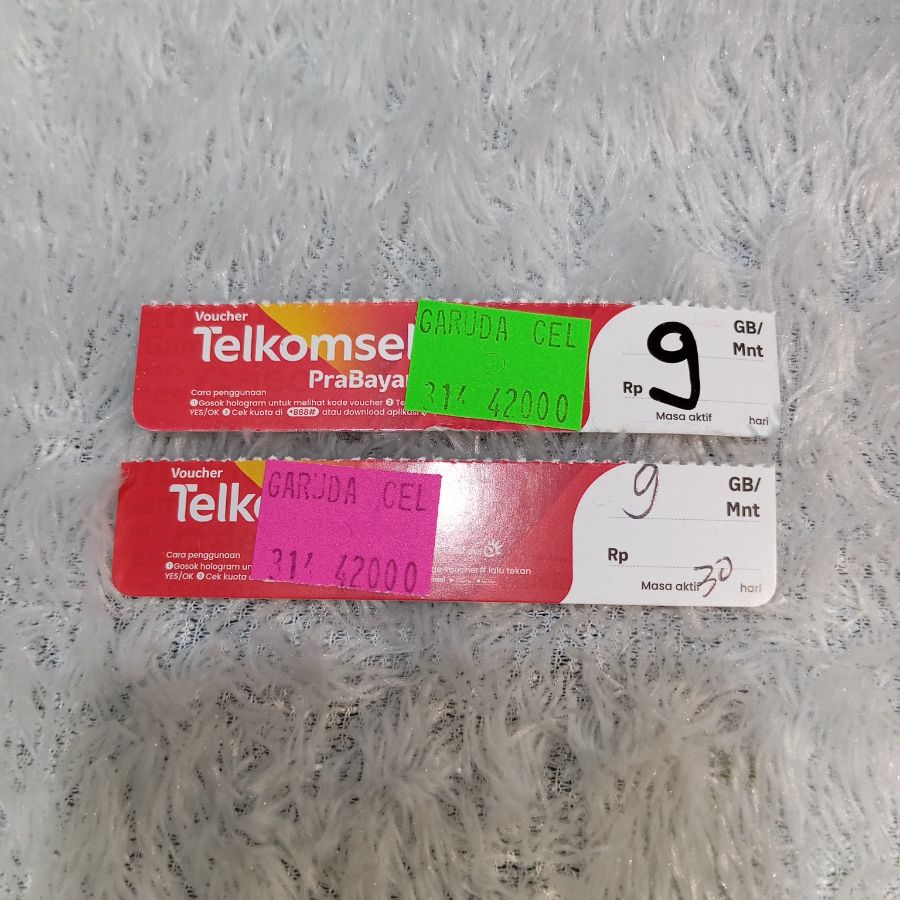 Voucher
Telkomsel
PraBayar
Cara penggunaan
1 Gosok hologram untuk melihat kode voucher 2
YES/OK 3 Cek kuota di *888# atau download aplikasi
GARUDA CEL
314 42000
9 GB/
Mnt
Rp
Masa aktif hari
Voucher
Telko
Cara penggunaan
1 Gosok hologram un
YES/OK 3 Cek kuota
GARUDA CEL
314 42000
voucher# lalu tekan
9 GB/
Mnt
Rp
Masa aktif 30 hari